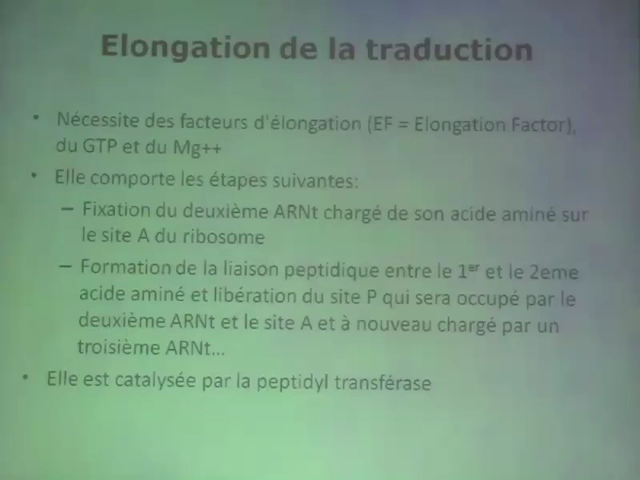 Elongation de la traduction
• Nécessite des facteurs d'élongation (EF = Elongation Factor),
du GTP et du Mg++
• Elle comporte les étapes suivantes:
– Fixation du deuxième ARNt chargé de son acide aminé sur
le site A du ribosome
– Formation de la liaison peptidique entre le 1er et le 2eme
acide aminé et libération du site P qui sera occupé par le
deuxième ARNt et le site A et à nouveau chargé par un
troisième ARNt...
• Elle est catalysée par la peptidyl transférase